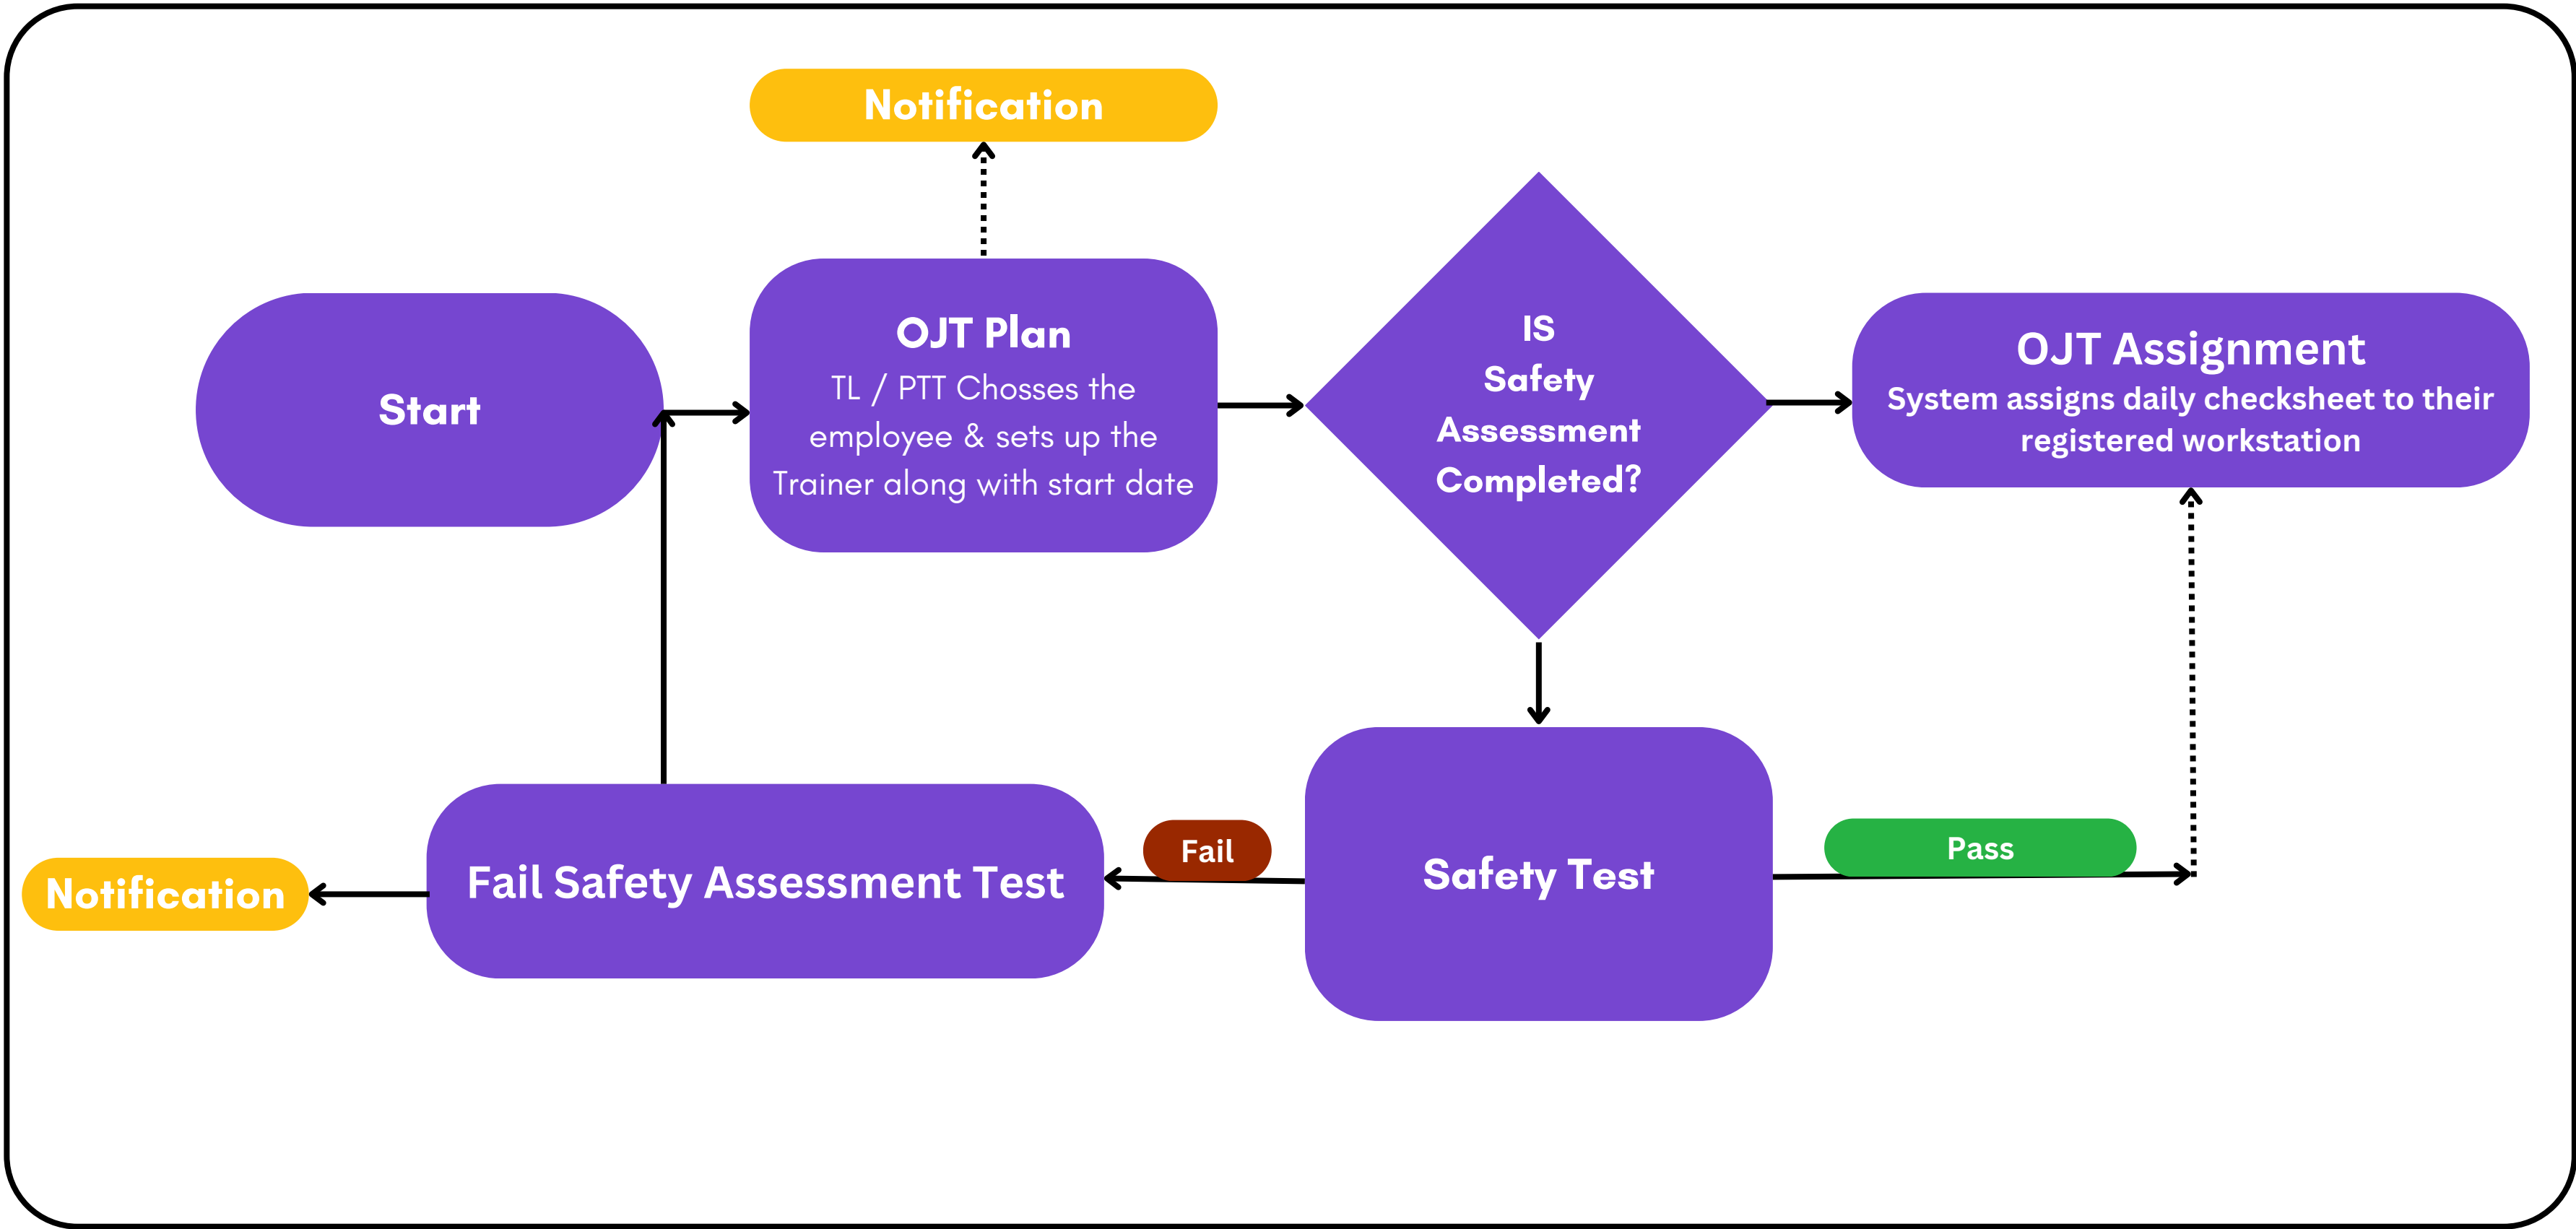 Notification
Start
OJT Plan
TL / PTT Chosses the
employee & sets up the
Trainer along with start date
IS
Safety
Assessment
Completed?
OJT Assignment
System assigns daily checksheet to their
registered workstation
Notification
Fail Safety Assessment Test
Fail
Safety Test
Pass